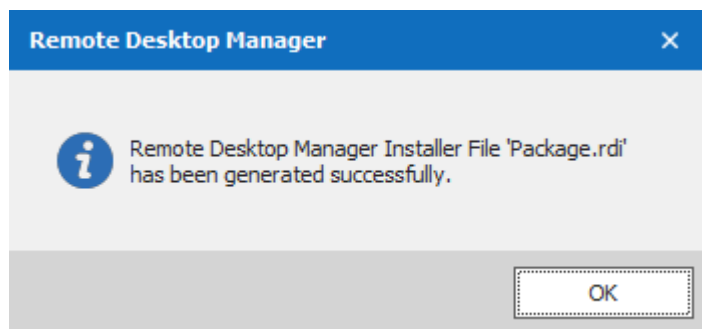 Remote Desktop Manager
Remote Desktop Manager Installer File 'Package.rdi'
has been generated successfully.
OK